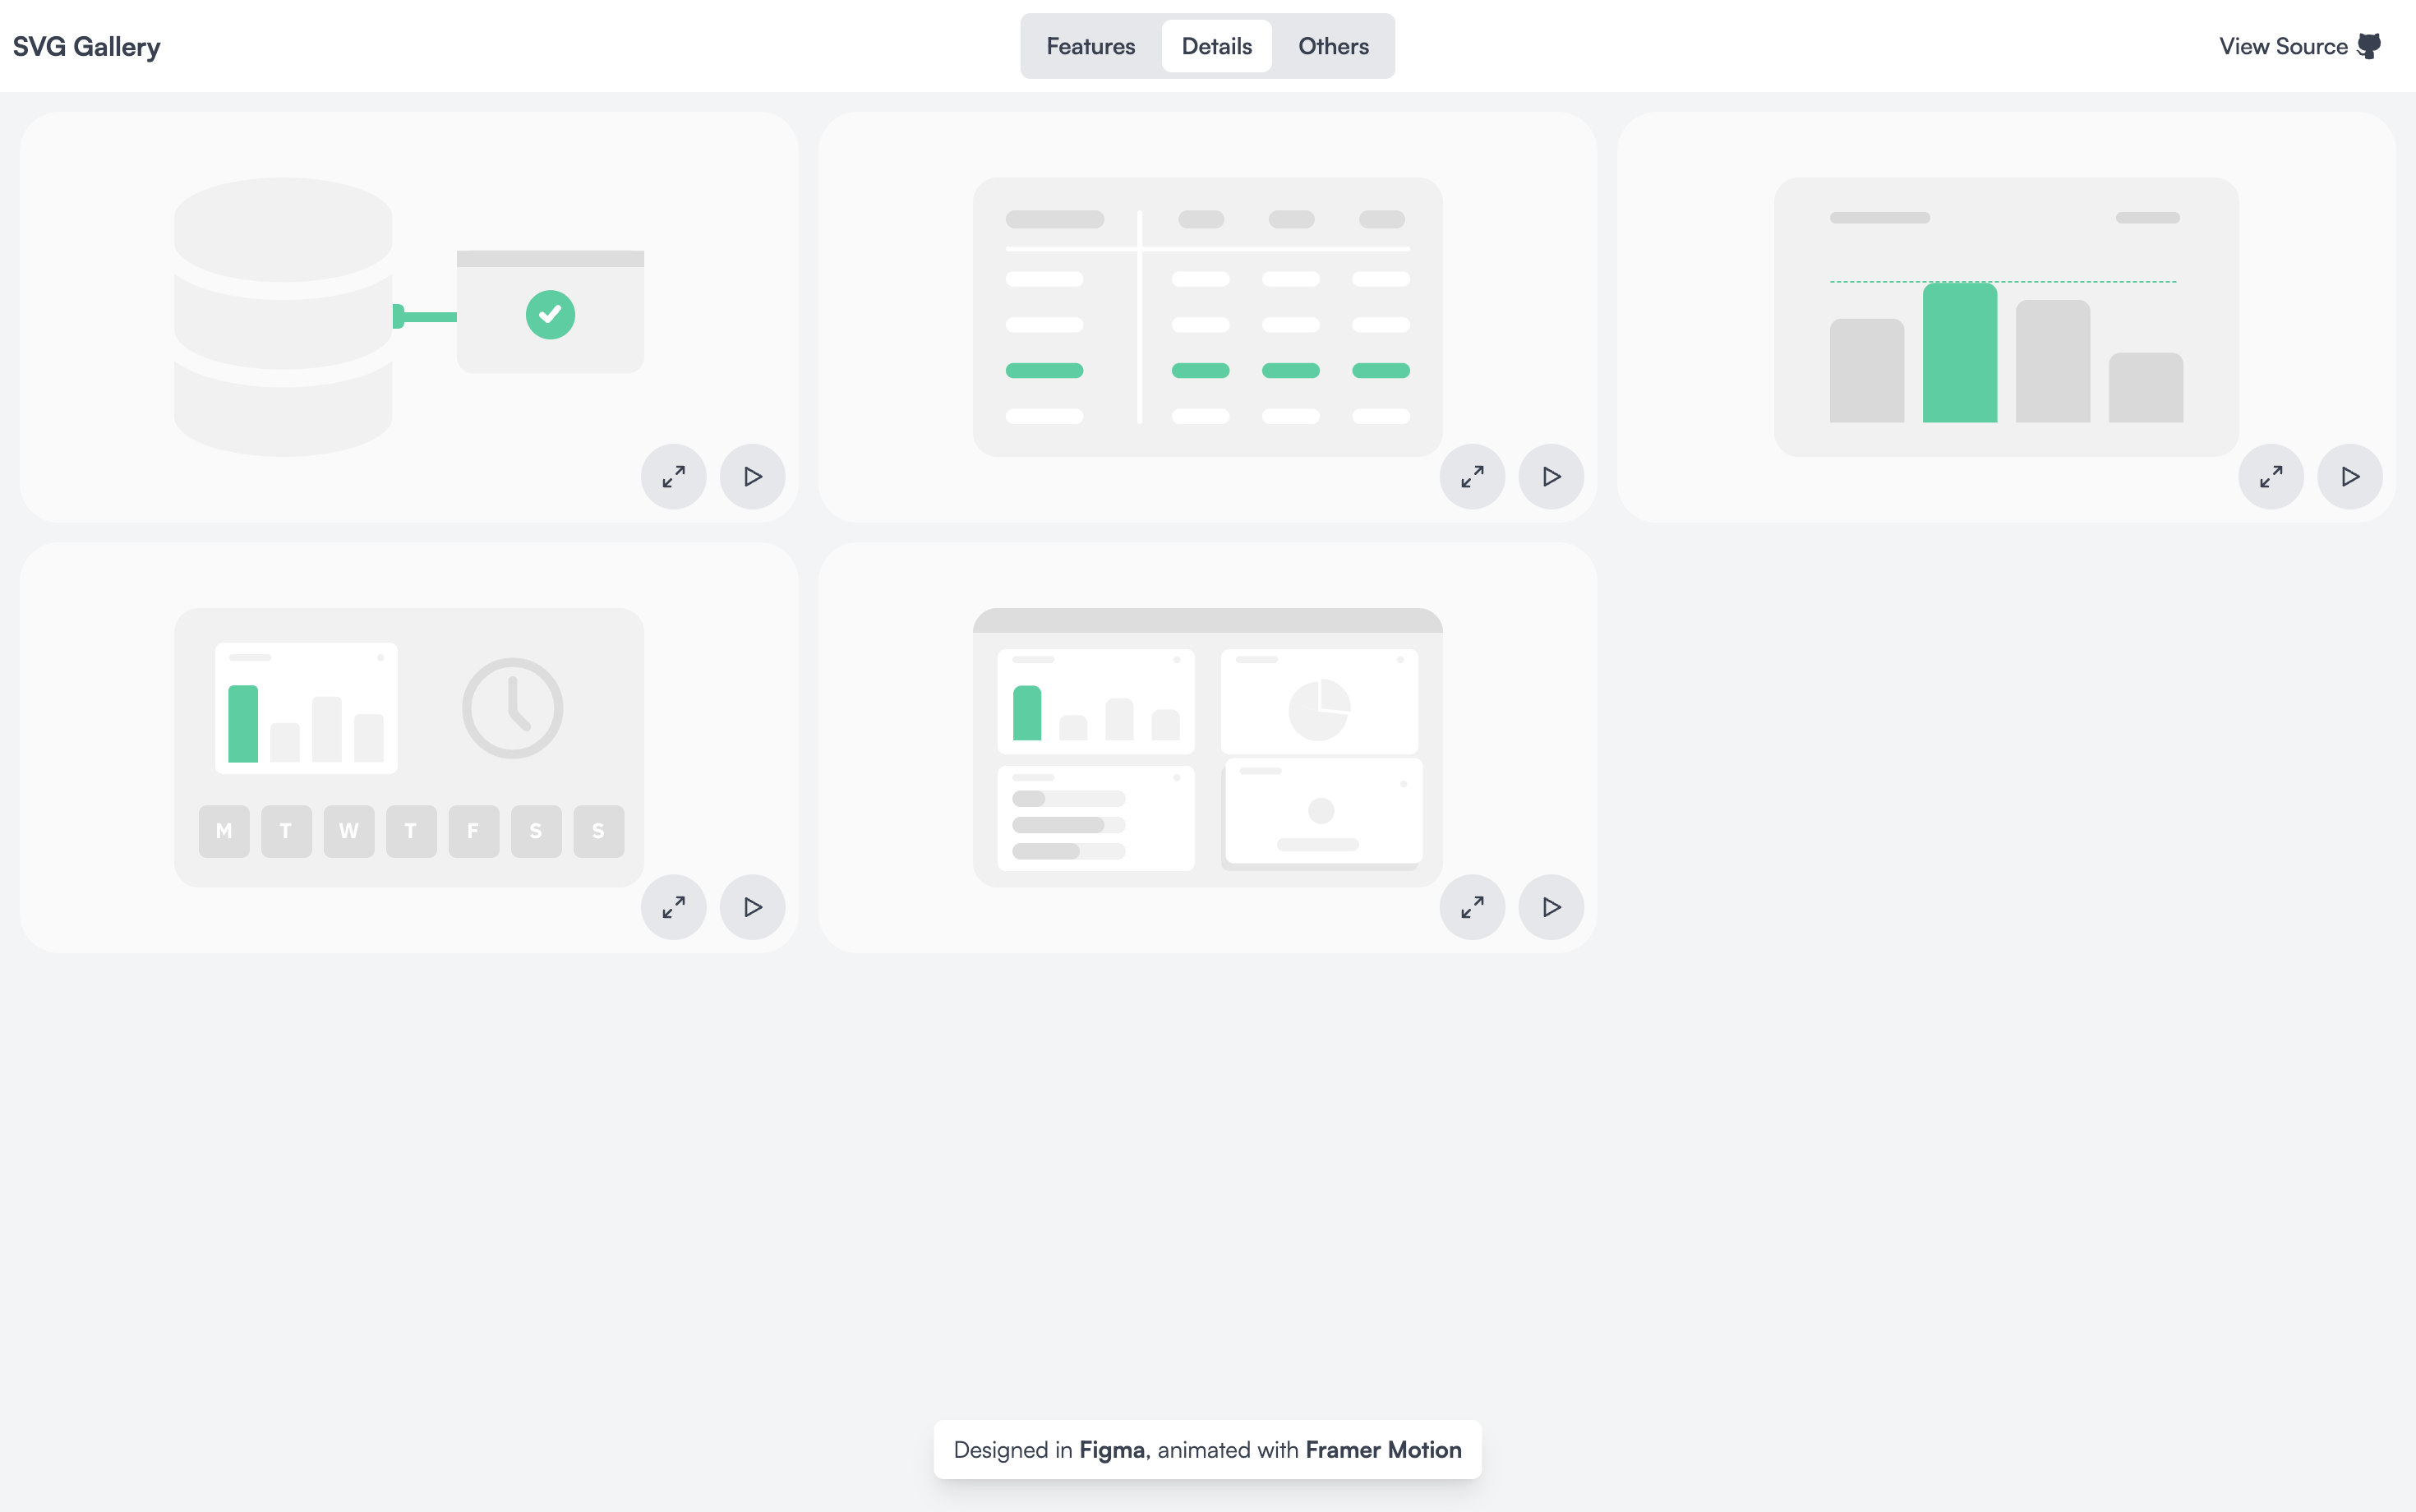 SVG Gallery
Features
Details
Others
View Source
M T W T F S S
Designed in Figma, animated with Framer Motion